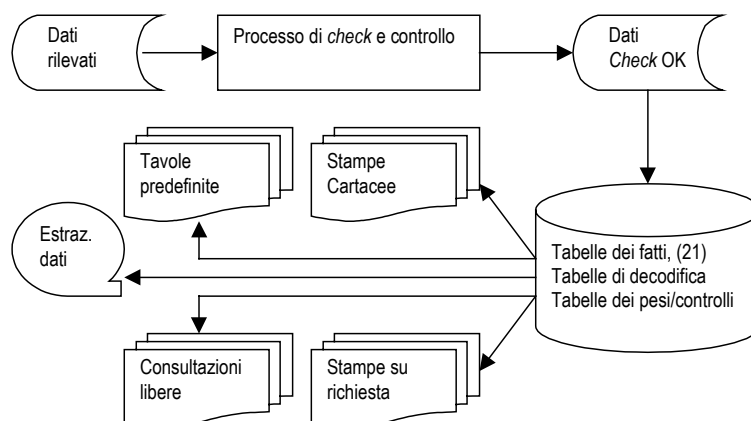 Dati
rilevati
Processo di check e controllo
Dati
Check OK
Tavole
predefinite
Stampe
Cartacee
Estraz.
dati
Tabelle dei fatti, (21)
Tabelle di decodifica
Tabelle dei pesi/controlli
Consultazioni
libere
Stampe su
richiesta